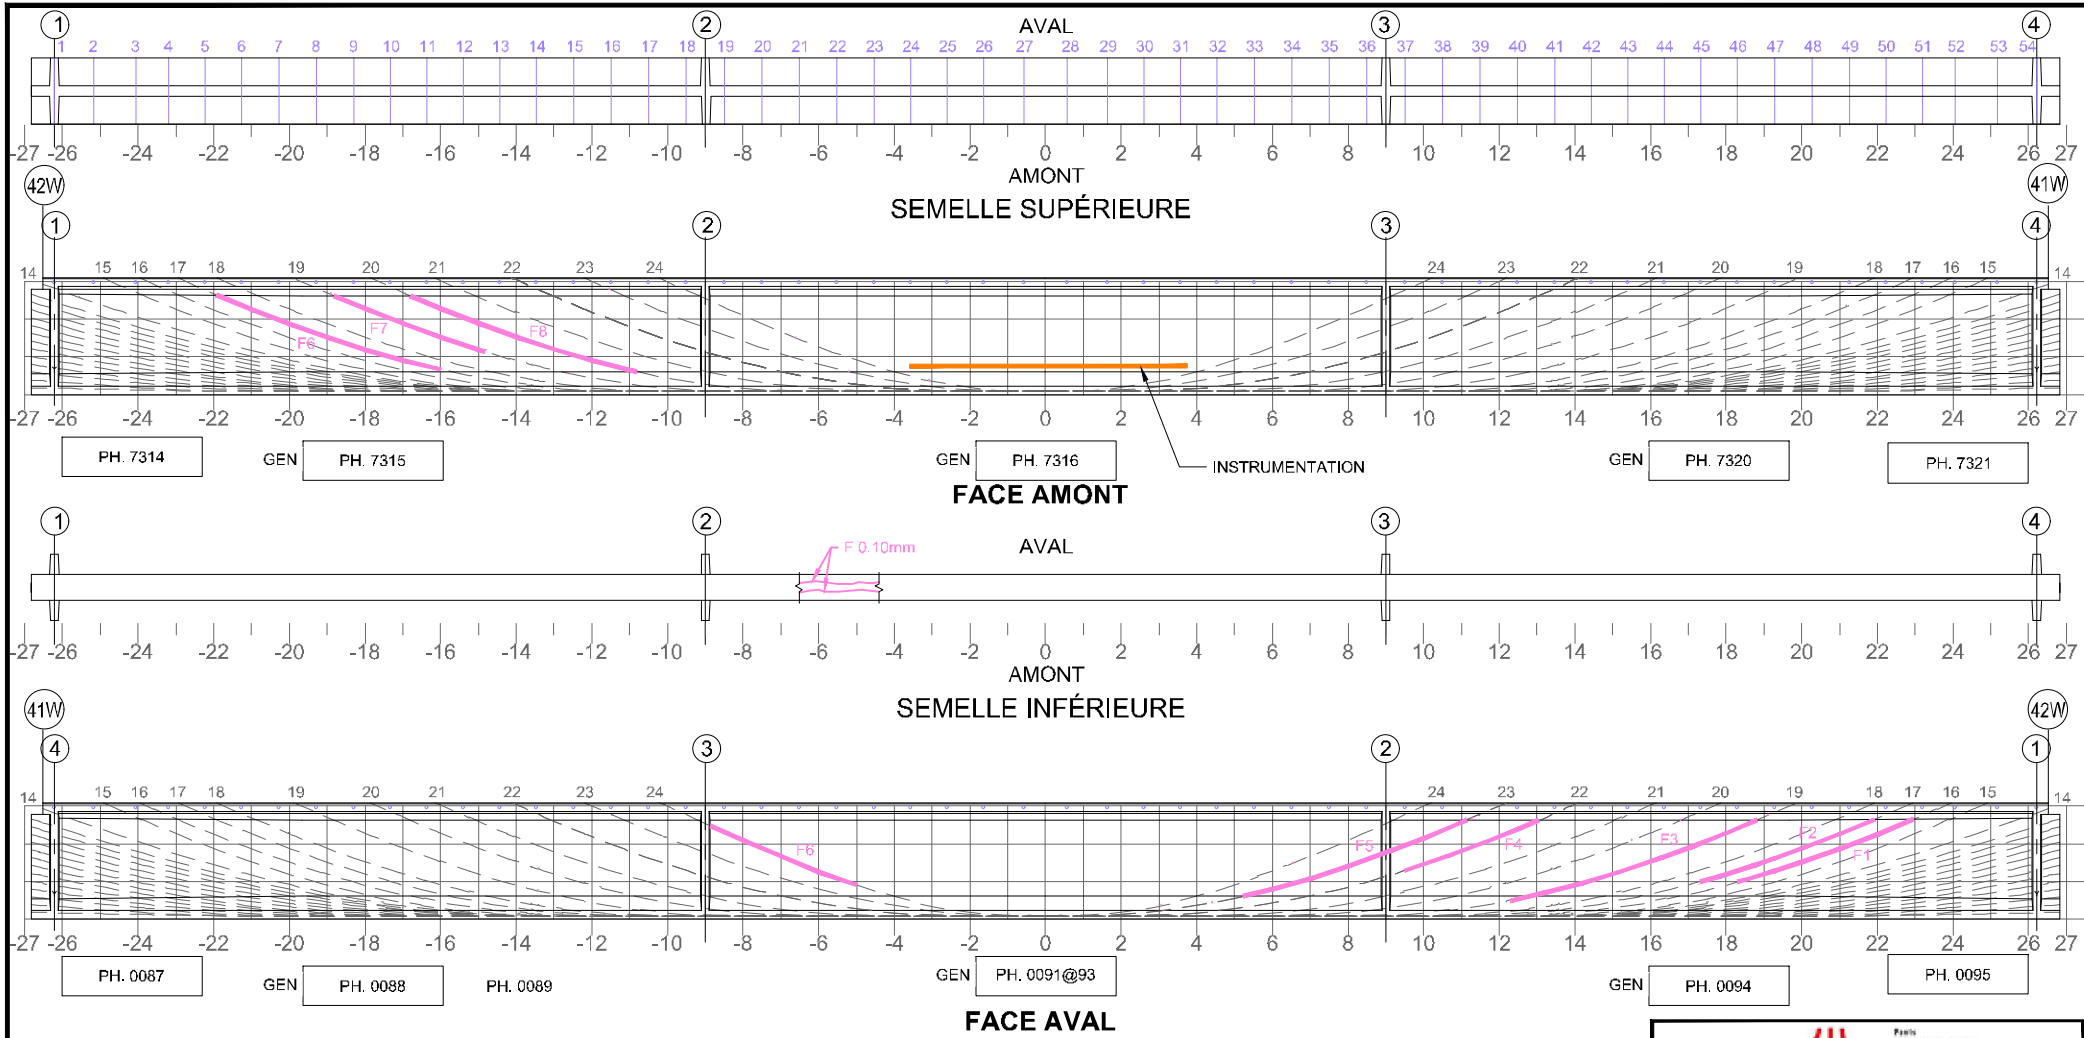 1 2 AVAL 3 4
1 2 3 4 5 6 7 8 9 10 11 12 13 14 15 16 17 18 19 20 21 22 23 24 25 26 27 28 29 30 31 32 33 34 35 36 37 38 39 40 41 42 43 44 45 46 47 48 49 50 51 52 53 54
-27 -26 -24 -22 -20 -18 -16 -14 -12 -10 -8 -6 -4 -2 0 2 4 6 8 10 12 14 16 18 20 22 24 26 27
AMONT
42W 41W
SEMELLE SUPÉRIEURE
1 2 3 4
14 15 16 17 18 19 20 21 22 23 24 24 23 22 21 20 19 18 17 16 15 14
F6 F7 F8
-27 -26 -24 -22 -20 -18 -16 -14 -12 -10 -8 -6 -4 -2 0 2 4 6 8 10 12 14 16 18 20 22 24 26 27
PH. 7314 GEN PH. 7315 GEN PH. 7316 INSTRUMENTATION GEN PH. 7320 PH. 7321
FACE AMONT
1 2 3 4
F 0.10mm AVAL
-27 -26 -24 -22 -20 -18 -16 -14 -12 -10 -8 -6 -4 -2 0 2 4 6 8 10 12 14 16 18 20 22 24 26 27
AMONT
SEMELLE INFÉRIEURE
41W 42W
4 3 2 1
14 15 16 17 18 19 20 21 22 23 24 24 23 22 21 20 19 18 17 16 15 14
F6 F5 F4 F3 F2 F1
-27 -26 -24 -22 -20 -18 -16 -14 -12 -10 -8 -6 -4 -2 0 2 4 6 8 10 12 14 16 18 20 22 24 26 27
PH. 0087 GEN PH. 0088 PH. 0089 GEN PH. 0091@93 GEN PH. 0094 PH. 0095
FACE AVAL